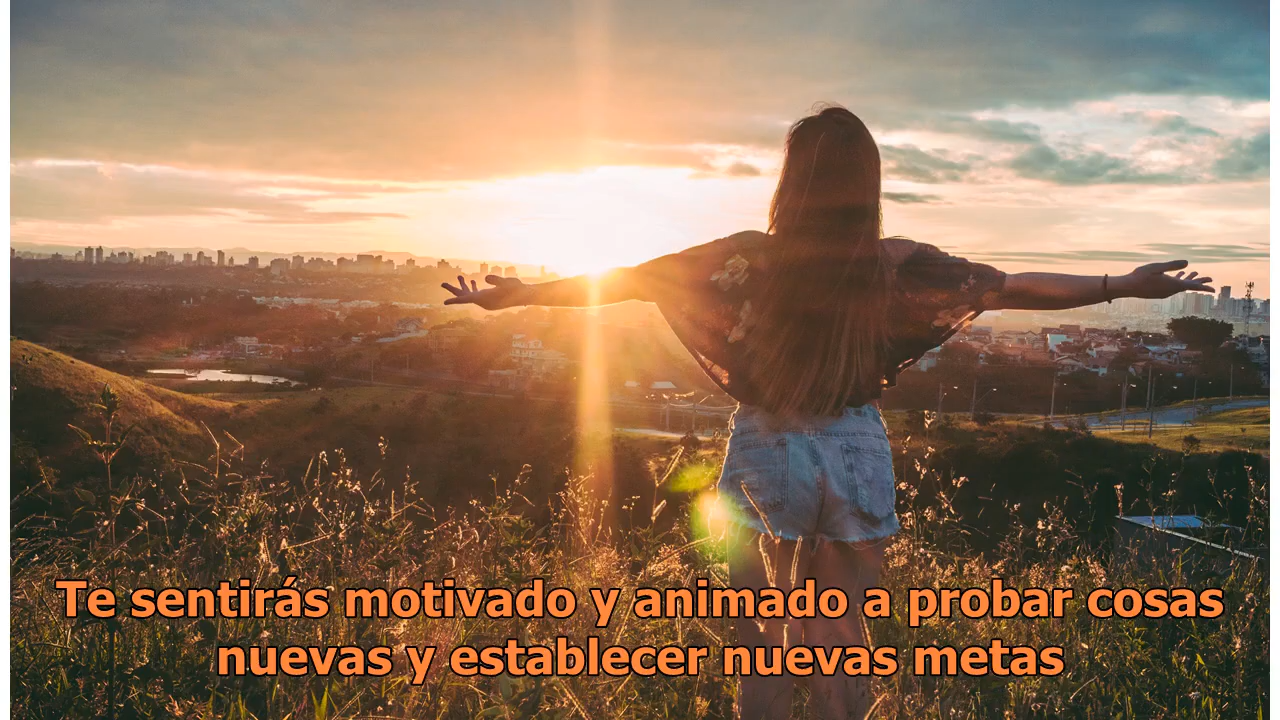 Te sentirás motivado y animado a probar cosas
nuevas y establecer nuevas metas